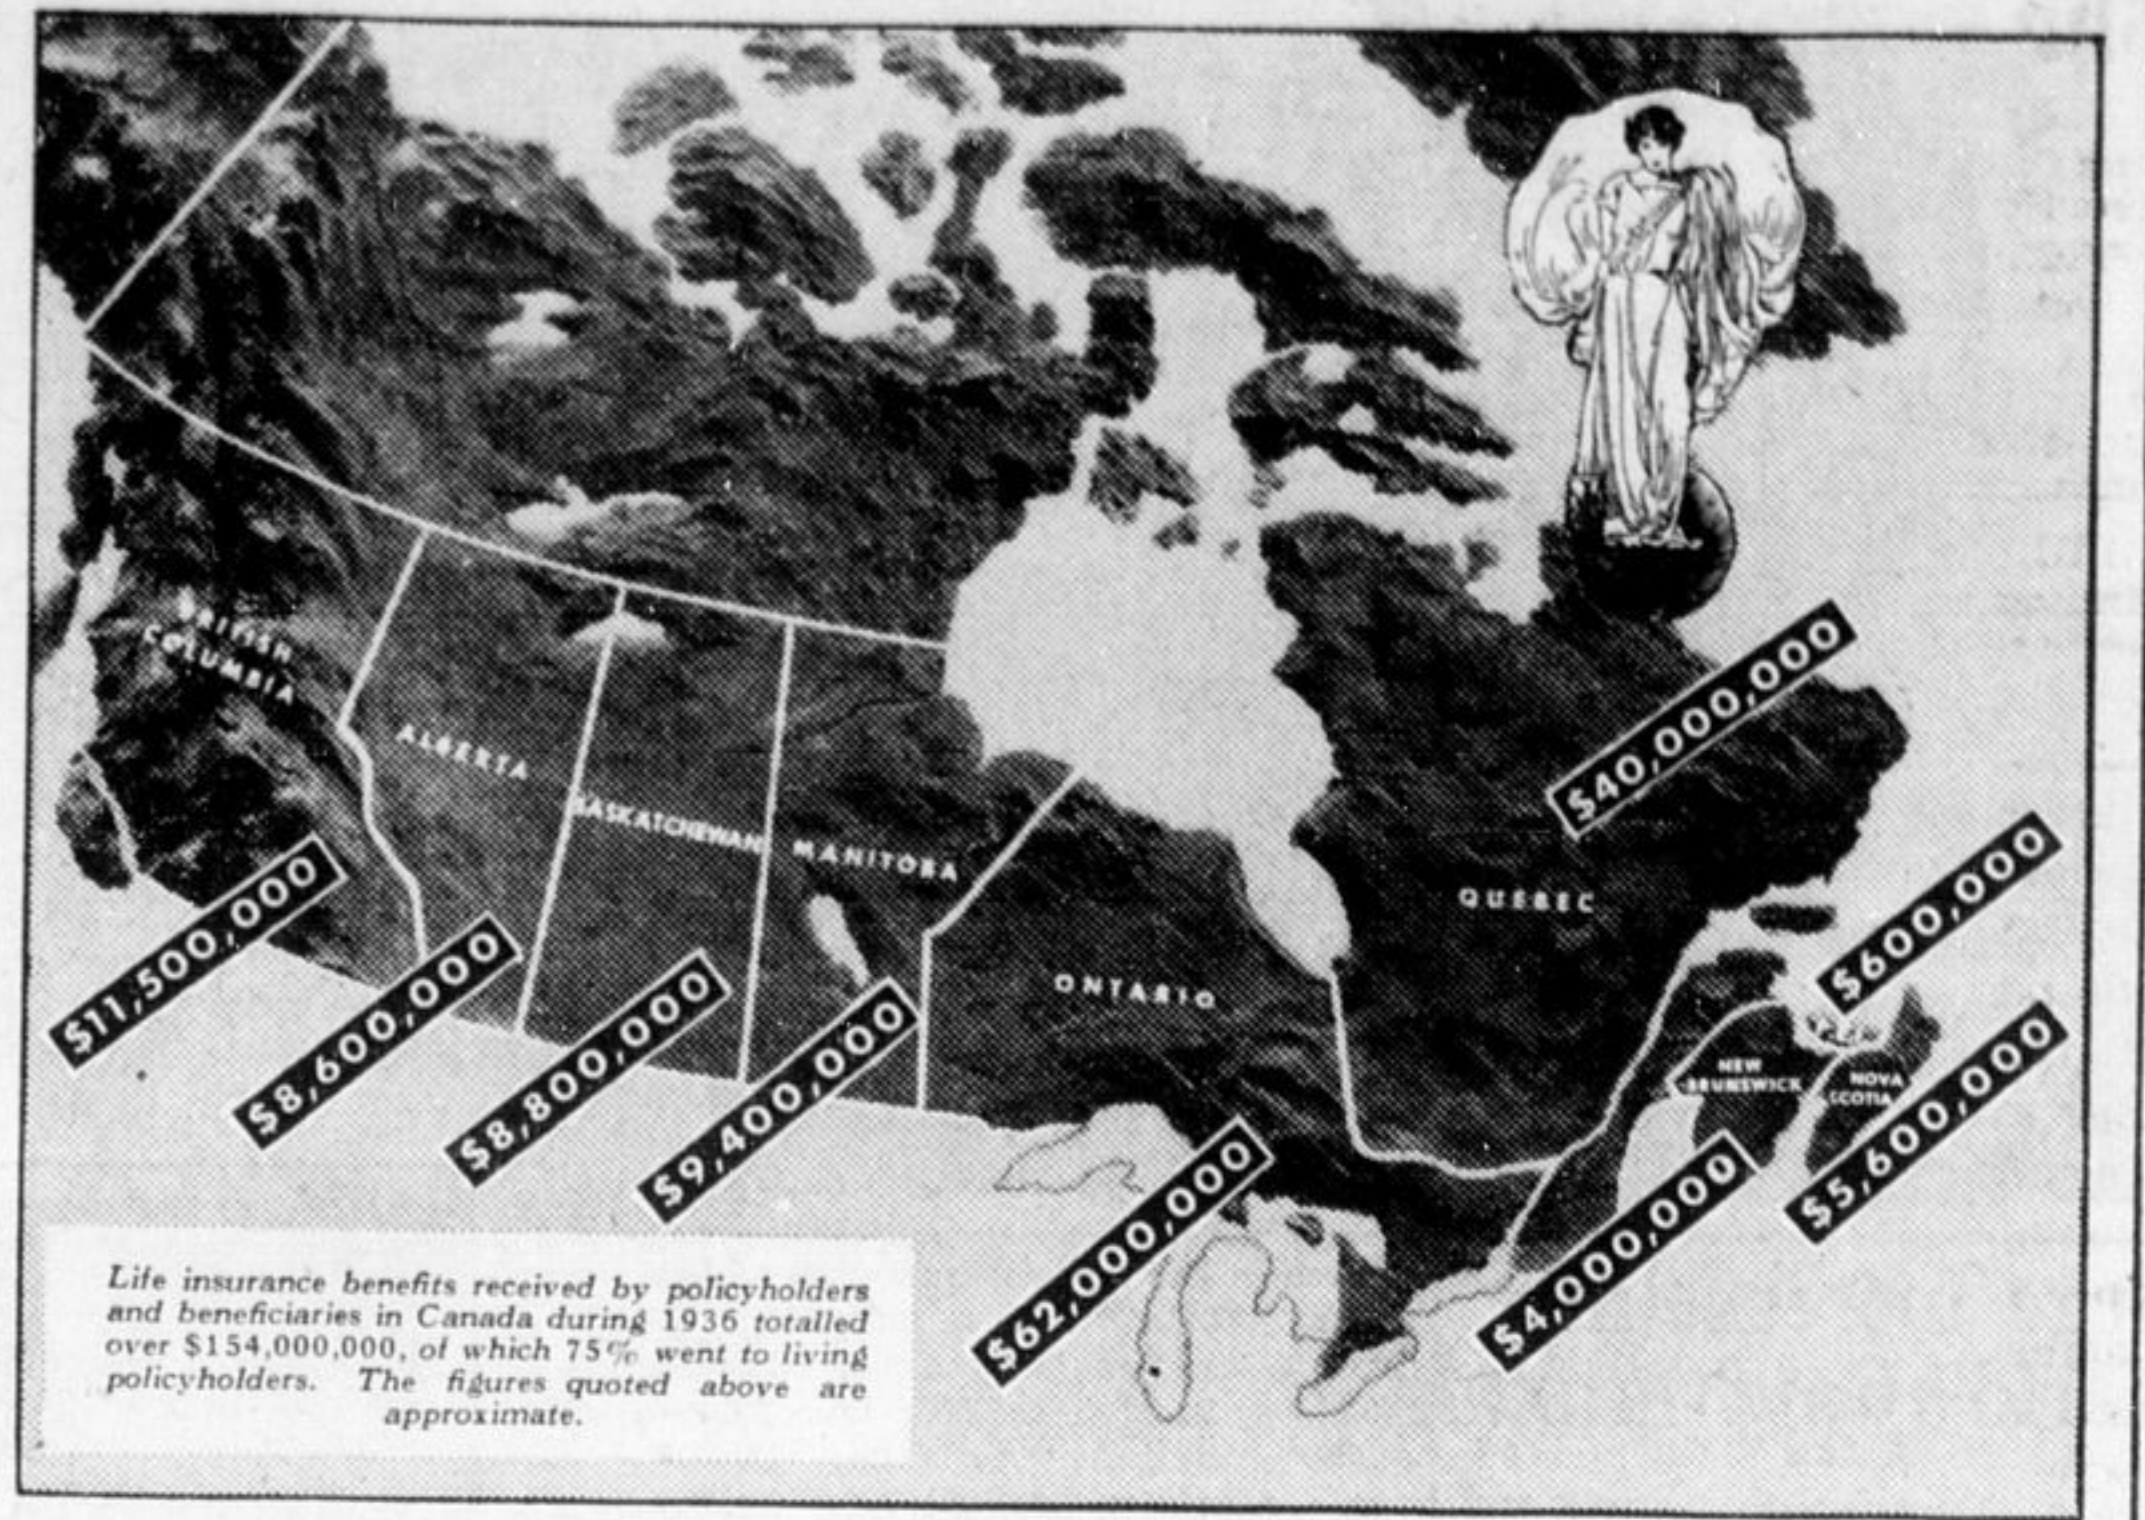 BRITISH
COLUMBIA
ALBERTA
SASKATCHEWAN
MANITOBA
ONTARIO
QUEBEC
NEW
BRUNSWICK
P.E.I.
NOVA
SCOTIA
$11,500,000
$8,600,000
$8,800,000
$9,400,000
$62,000,000
$40,000,000
$600,000
$5,600,000
$4,000,000
Life insurance benefits received by policyholders
and beneficiaries in Canada during 1936 totalled
over $154,000,000, of which 75% went to living
policyholders. The figures quoted above are
approximate.